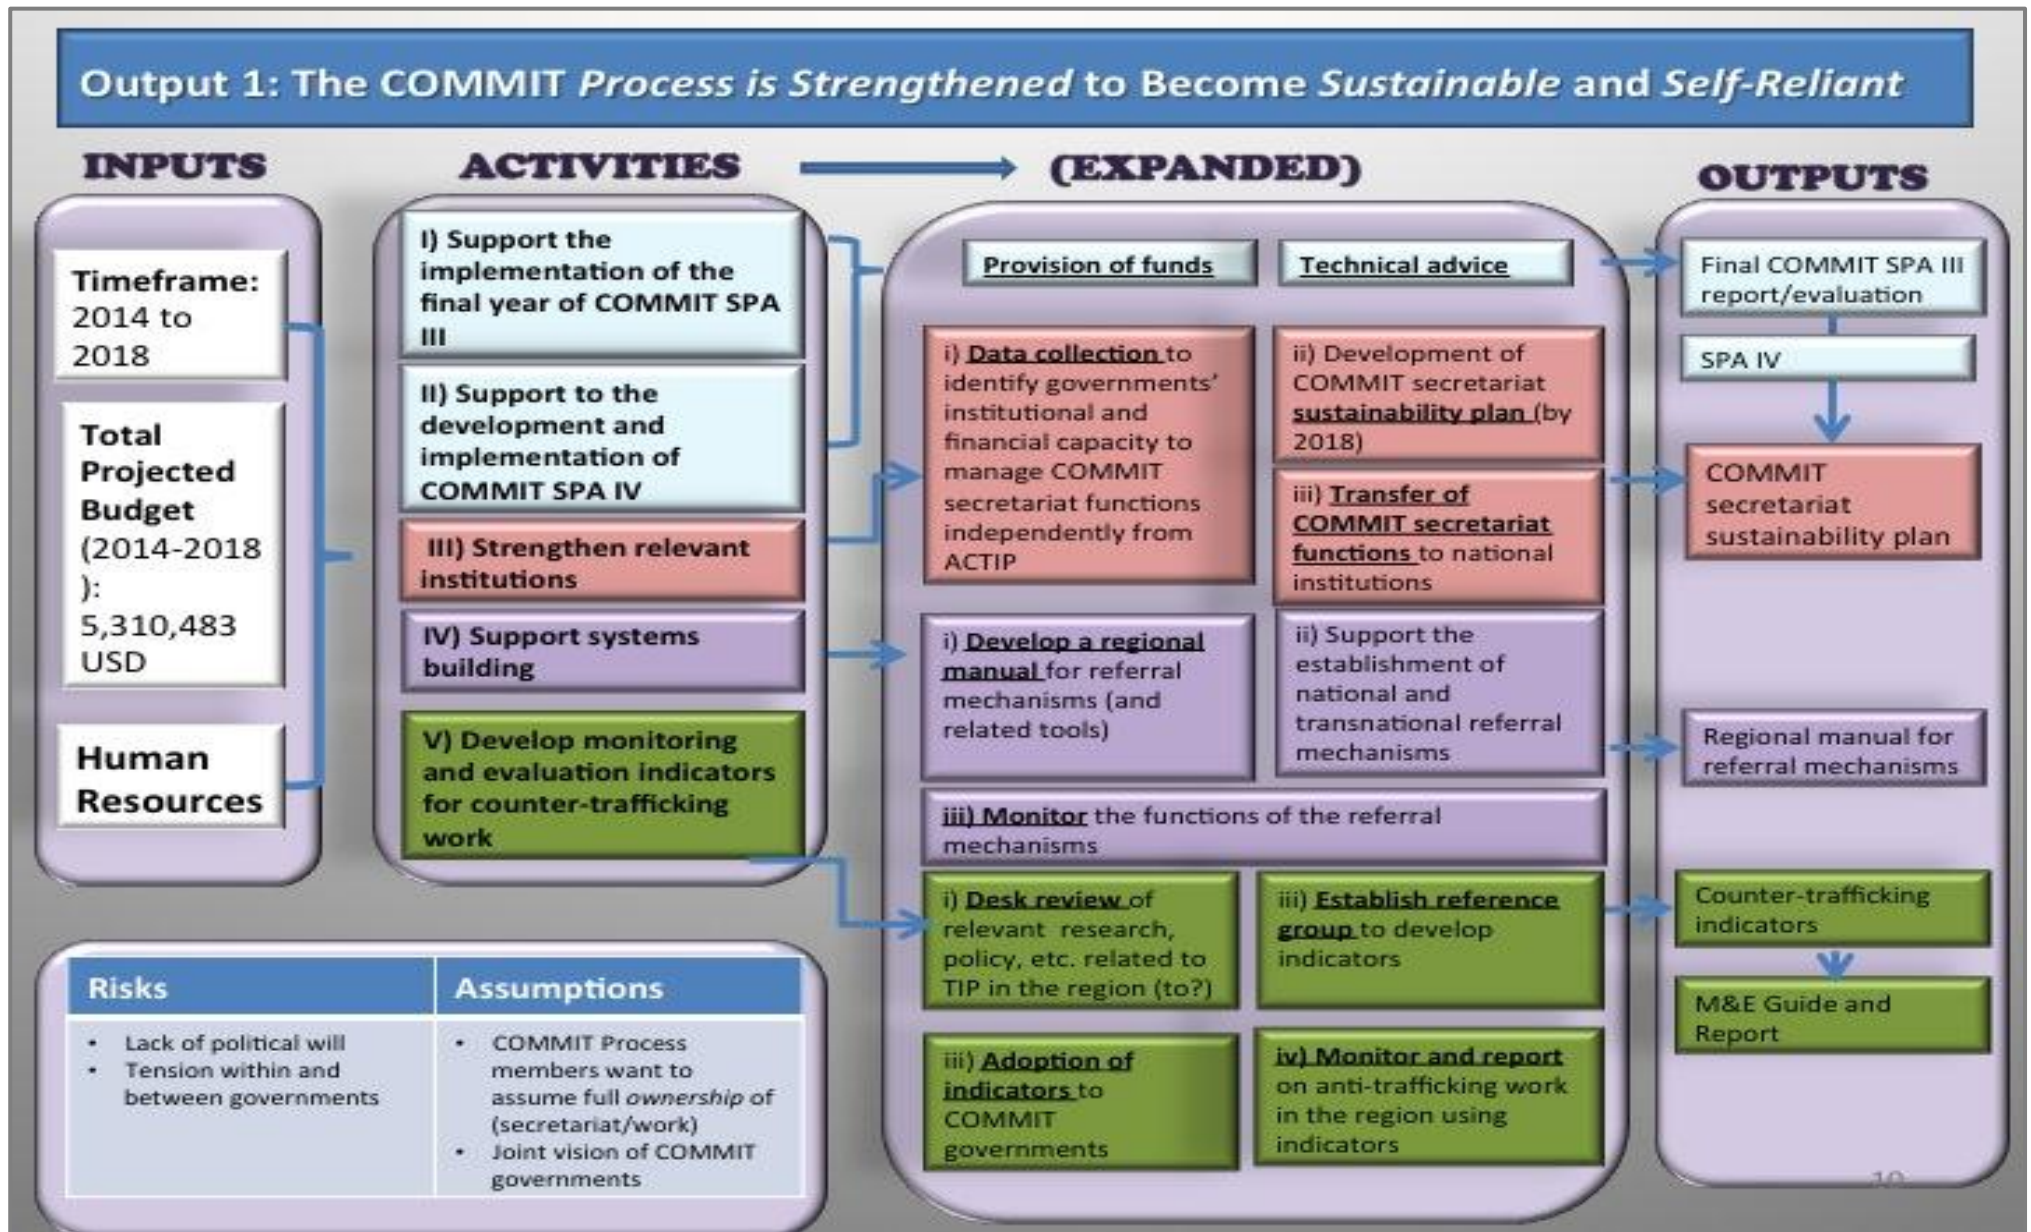 Output 1: The COMMIT Process is Strengthened to Become Sustainable and Self-Reliant
INPUTS
ACTIVITIES
(EXPANDED)
OUTPUTS
Timeframe:
2014 to
2018
Total
Projected
Budget
(2014-2018
):
5,310,483
USD
Human
Resources
I) Support the
implementation of the
final year of COMMIT SPA
III
II) Support to the
development and
implementation of
COMMIT SPA IV
III) Strengthen relevant
institutions
IV) Support systems
building
V) Develop monitoring
and evaluation indicators
for counter-trafficking
work
Provision of funds
Technical advice
i) Data collection to
identify governments’
institutional and
financial capacity to
manage COMMIT
secretariat functions
independently from
ACTIP
ii) Development of
COMMIT secretariat
sustainability plan (by
2018)
iii) Transfer of
COMMIT secretariat
functions to national
institutions
i) Develop a regional
manual for referral
mechanisms (and
related tools)
ii) Support the
establishment of
national and
transnational referral
mechanisms
iii) Monitor the functions of the referral
mechanisms
i) Desk review of
relevant research,
policy, etc. related to
TIP in the region (to?)
iii) Establish reference
group to develop
indicators
iii) Adoption of
indicators to
COMMIT
governments
iv) Monitor and report
on anti-trafficking work
in the region using
indicators
Final COMMIT SPA III
report/evaluation
SPA IV
COMMIT
secretariat
sustainability plan
Regional manual for
referral mechanisms
Counter-trafficking
indicators
M&E Guide and
Report
Risks
• Lack of political will
• Tension within and
between governments
Assumptions
• COMMIT Process
members want to
assume full ownership of
(secretariat/work)
• Joint vision of COMMIT
governments
10